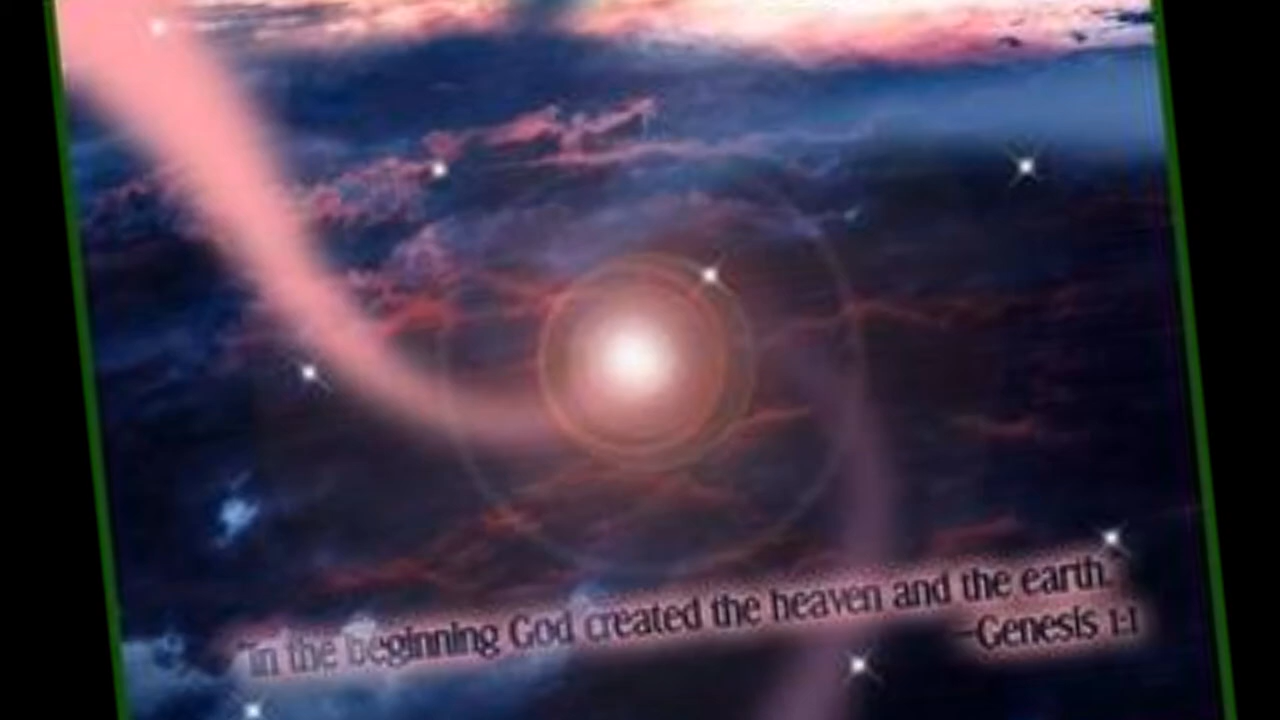 "In the beginning God created the heaven and the earth."
–Genesis 1:1